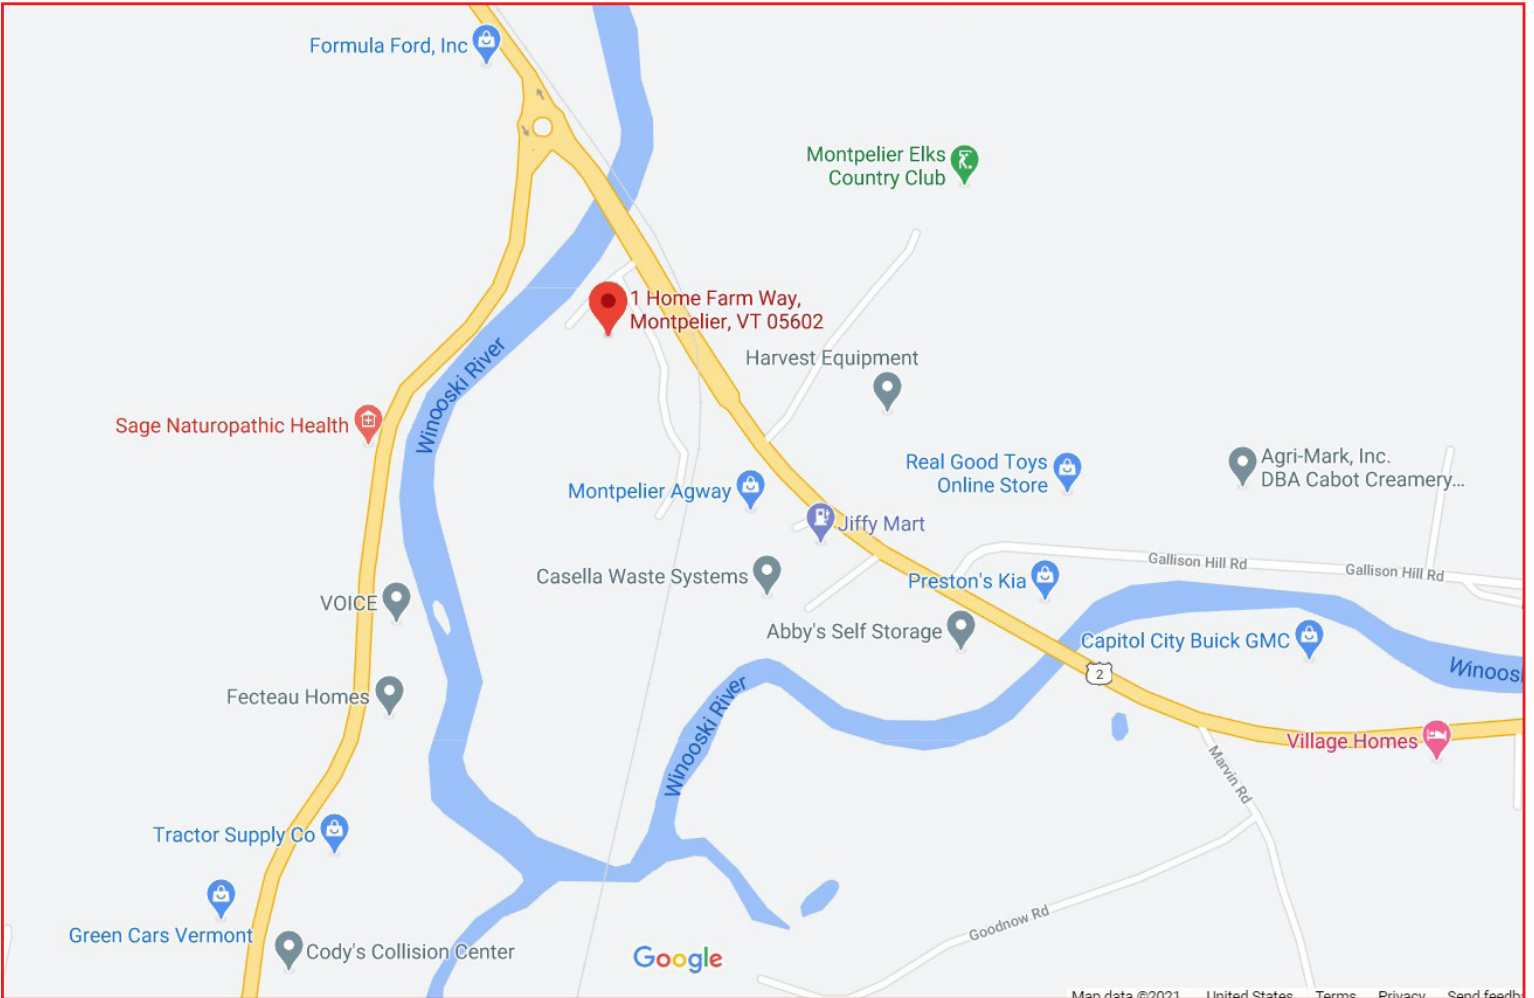 Formula Ford, Inc
Montpelier Elks
Country Club
1 Home Farm Way,
Montpelier, VT 05602
Winooski River
Harvest Equipment
Sage Naturopathic Health
Real Good Toys
Online Store
Agri-Mark, Inc.
DBA Cabot Creamery...
Montpelier Agway
Jiffy Mart
Gallison Hill Rd
Gallison Hill Rd
Casella Waste Systems
Preston's Kia
VOICE
Abby's Self Storage
Capitol City Buick GMC
2
Winoos
Fecteau Homes
Winooski River
Village Homes
Marvin Rd
Tractor Supply Co
Green Cars Vermont
Goodnow Rd
Cody's Collision Center
Google
Map data ©2021 United States Terms Privacy Send feedb